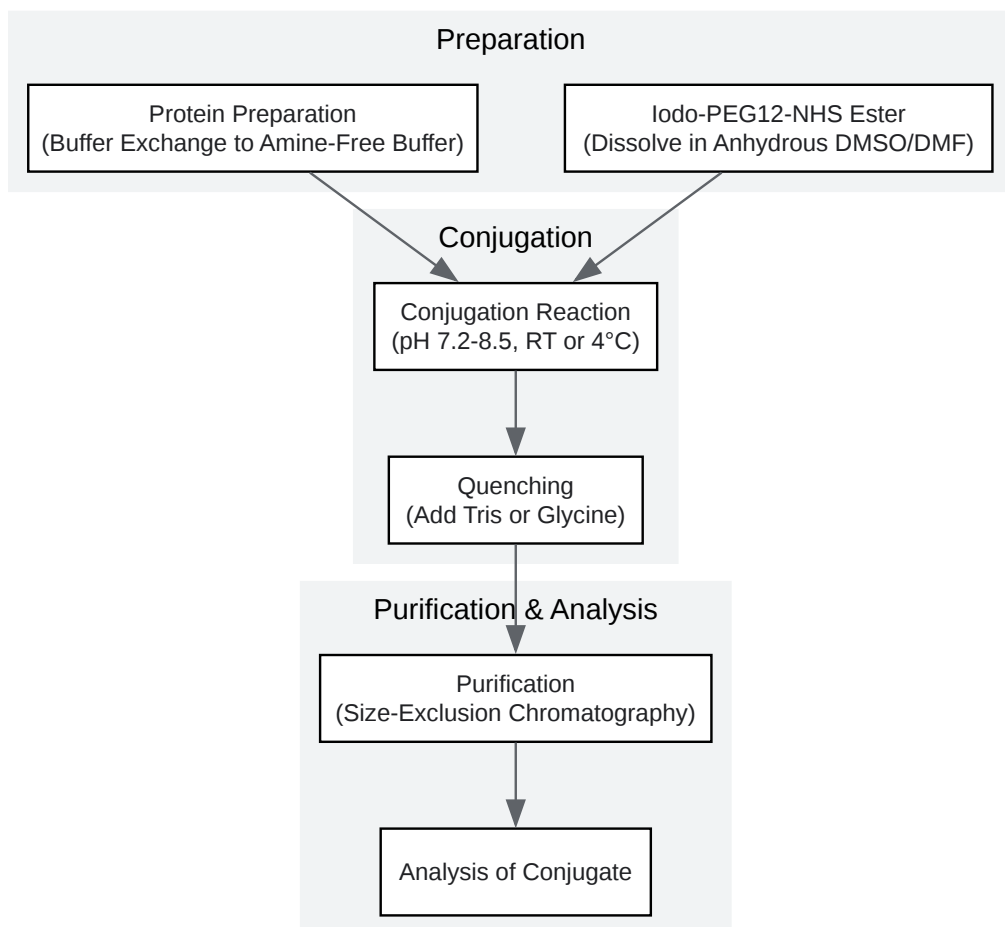 Preparation
Protein Preparation
(Buffer Exchange to Amine-Free Buffer)
Iodo-PEG12-NHS Ester
(Dissolve in Anhydrous DMSO/DMF)
Conjugation
Conjugation Reaction
(pH 7.2-8.5, RT or 4°C)
Quenching
(Add Tris or Glycine)
Purification & Analysis
Purification
(Size-Exclusion Chromatography)
Analysis of Conjugate